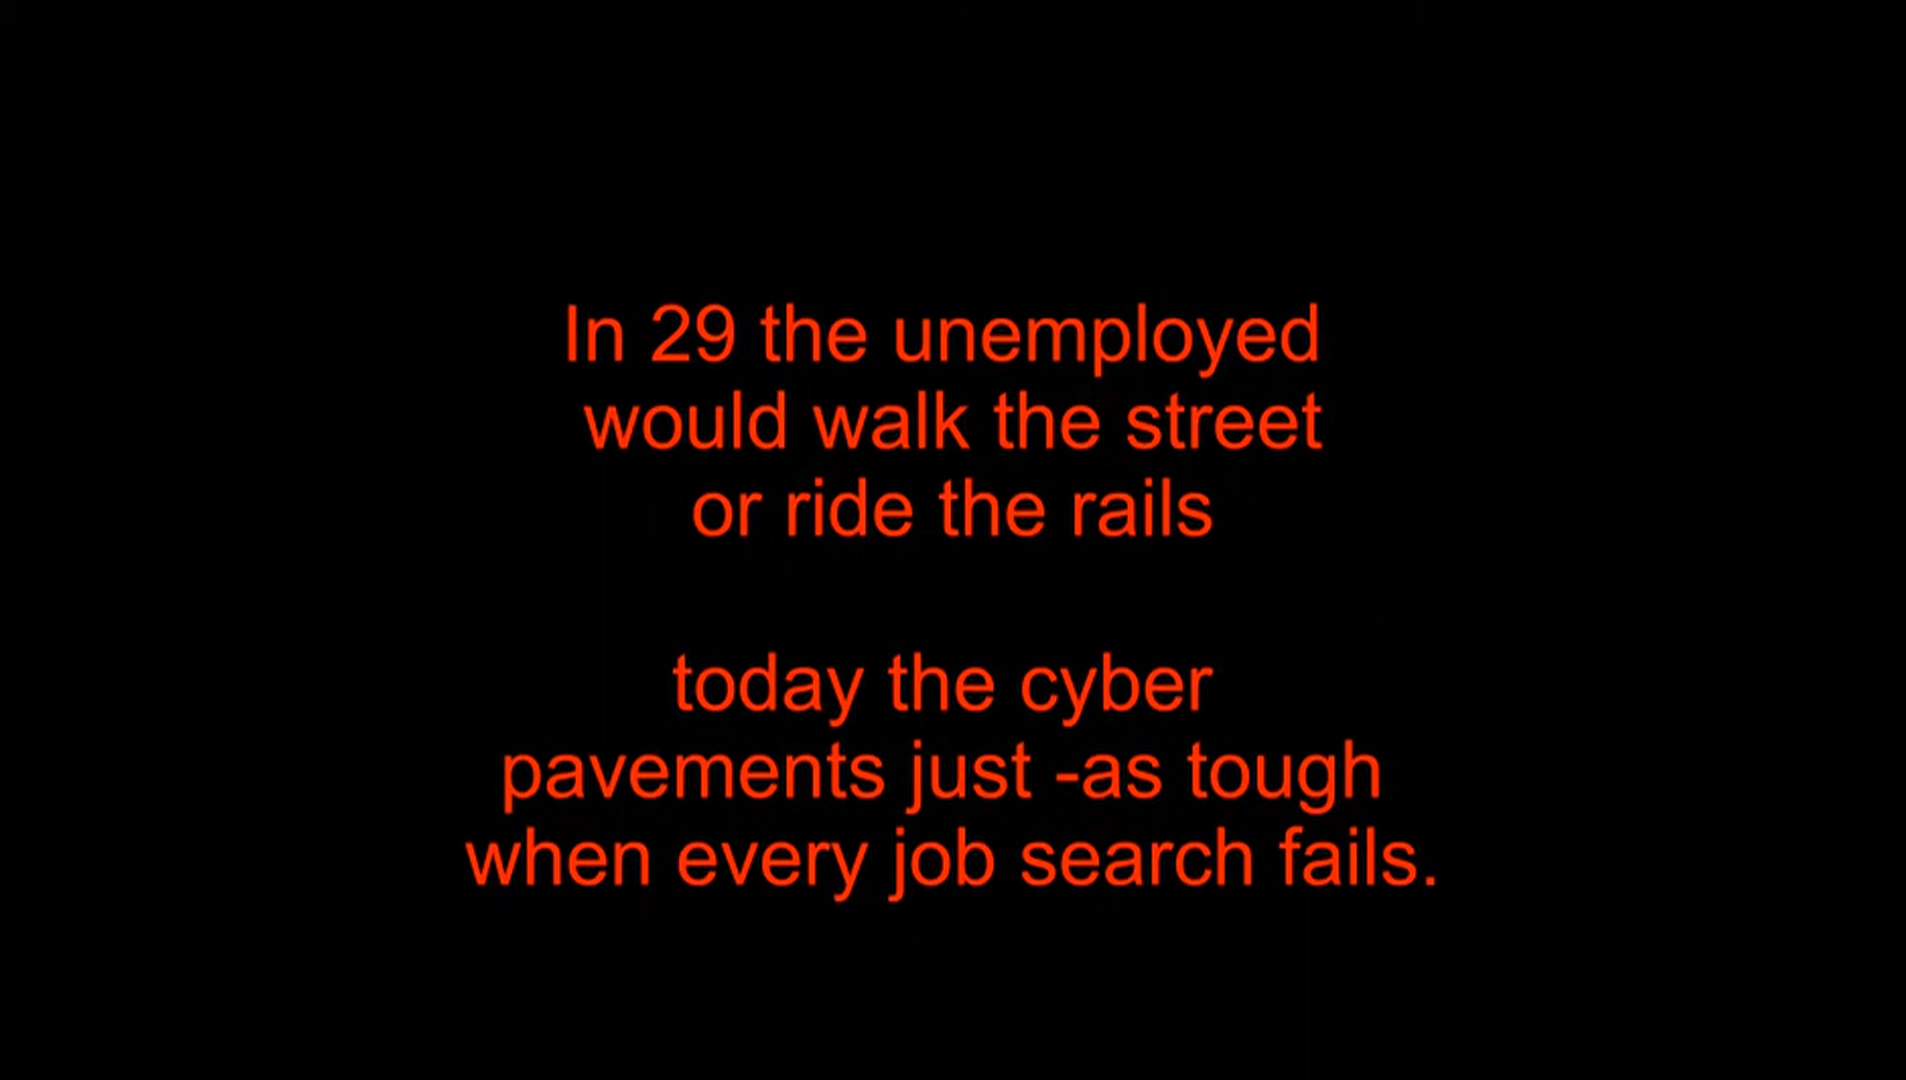 In 29 the unemployed
would walk the street
or ride the rails
today the cyber
pavements just -as tough
when every job search fails.